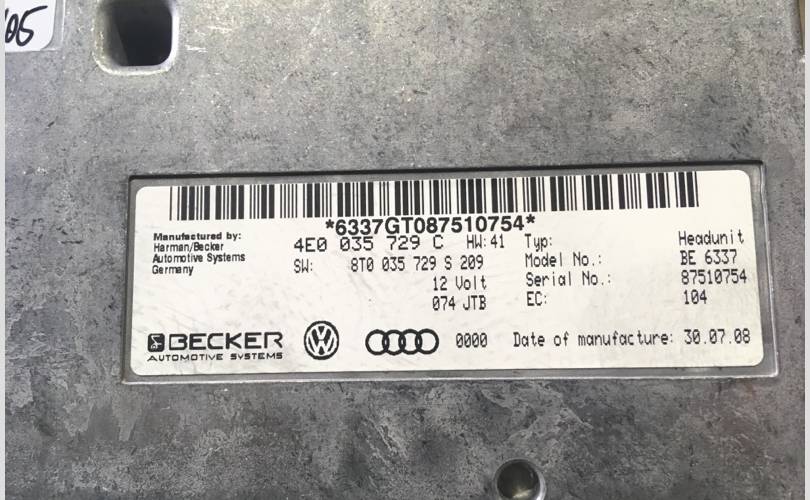 05
*6337GT087510754*
Manufactured by:
Harman/Becker
Automotive Systems
Germany
4E0 035 729 C HW:41
SW: 8T0 035 729 S 209
12 Volt
074 JTB
Typ: Headunit
Model No.: BE 6337
Serial No.: 87510754
EC: 104
BECKER
AUTOMOTIVE SYSTEMS
0000 Date of manufacture: 30.07.08